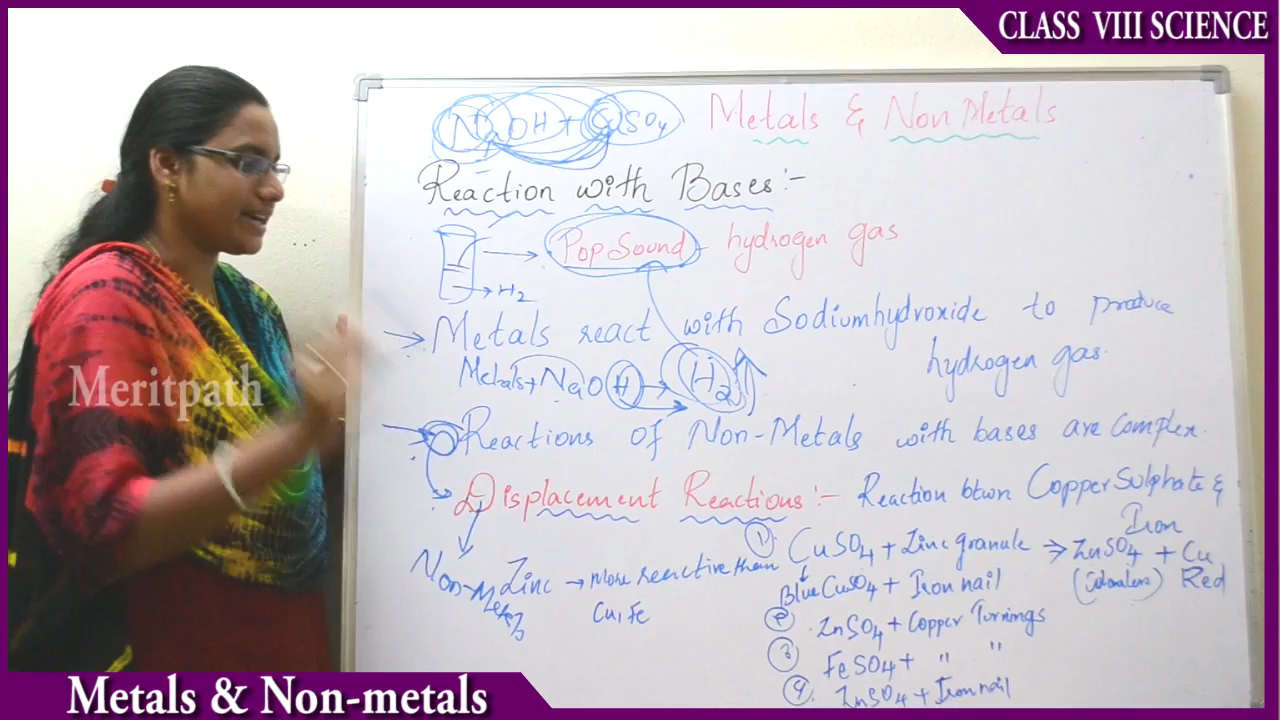 CLASS VIII SCIENCE
NaOH + CuSO4
Metals & NonMetals
Reaction with Bases:-
Pop Sound - hydrogen gas
→ H2
→ Metals react with Sodiumhydroxide to produce
hydrogen gas.
Metals + NaOH → H2 ↑
Meritpath
→ Reactions of Non-Metals with bases are complex.
Displacement Reactions :- Reaction btwn Copper Sulphate &
Iron
① CuSO4 + Zinc granule → ZnSO4 + Cu
Blue
Red
Non-Metals
Zinc → More reactive than
Cu, Fe
CuSO4 + Iron nail
② ZnSO4 + Copper Turnings
③ FeSO4 + " "
④ ZnSO4 + Iron nail
Metals & Non-metals